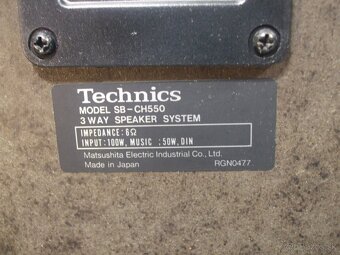 Technics
MODEL SB-CH550
3 WAY SPEAKER SYSTEM
IMPEDANCE: 6Ω
INPUT: 100W, MUSIC ; 50W, DIN
Matsushita Electric Industrial Co., Ltd.
Made in Japan RGN0477